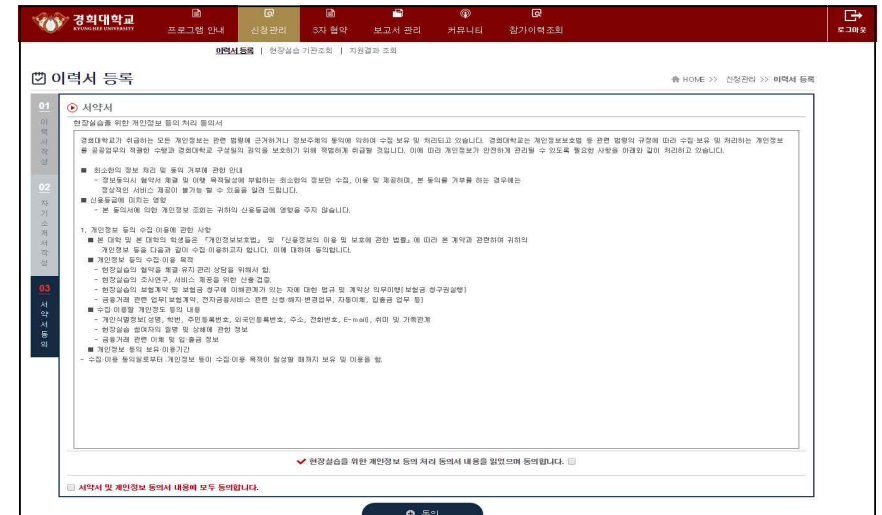 경희대학교
KYUNG HEE UNIVERSITY
프로그램 안내
신청관리
3자 협약
보고서 관리
커뮤니티
참가이력조회
로그아웃
이력서 등록 | 현장실습 기관조회 | 지원결과 조회
이력서 등록
HOME >> 신청관리 >> 이력서 등록
01
이력서작성
02
자기소개서작성
03
서약서동의
서약서
현장실습을 위한 개인정보 등의 처리 동의서
경희대학교가 취급하는 모든 개인정보는 관련 법령에 근거하거나 정보주체의 동의에 의하여 수집·보유 및 처리되고 있습니다. 경희대학교는 개인정보보호법 등 관련 법령의 규정에 따라 수집·보유 및 처리하는 개인정보
를 공공업무의 적절한 수행과 경희대학교 구성원의 권익을 보호하기 위해 적법하게 취급할 것입니다. 이에 따라 개인정보가 안전하게 관리될 수 있도록 필요한 사항을 아래와 같이 처리하고 있습니다.
■ 최소한의 정보 처리 및 동의 거부에 관한 안내
- 정보동의시 협약서 체결 및 이행 목적달성에 부합하는 최소한의 정보만 수집, 이용 및 제공하며, 본 동의를 거부를 하는 경우에는
정상적인 서비스 제공이 불가능 할 수 있음을 알려 드립니다.
■ 신용등급에 미치는 영향
- 본 동의서에 의한 개인정보 조회는 귀하의 신용등급에 영향을 주지 않습니다.
1. 개인정보 등의 수집·이용에 관한 사항
■ 본 대학 및 본 대학의 학생들은 「개인정보보호법」 및 「신용정보의 이용 및 보호에 관한 법률」에 따라 본 계약과 관련하여 귀하의
개인정보 등을 다음과 같이 수집·이용하고자 합니다. 이에 대하여 동의합니다.
■ 개인정보 등의 수집·이용 목적
- 현장실습의 협약을 체결·유지·관리·상담을 위해서 함.
- 현장실습의 조사연구, 서비스 제공을 위한 산출·검증.
- 현장실습의 보험계약 및 보험금 청구에 이해관계가 있는 자에 대한 법규 및 계약상 의무이행[보험금 청구권실행]
- 금융거래 관련 업무[보험계약, 전자금융서비스 관련 신청·해지·변경업무, 자동이체, 입출금 업무 등]
■ 수집·이용할 개인정도 등의 내용
- 개인식별정보[성명, 학번, 주민등록번호, 외국인등록번호, 주소, 전화번호, E-mail], 취미 및 가족관계
- 현장실습 참여자의 질병 및 상해에 관한 정보
- 금융거래 관련 이체 및 입·출금 정보
■ 개인정보 등의 보유·이용기간
- 수집·이용 동의일로부터 개인정보 등이 수집·이용 목적이 달성할 때까지 보유 및 이용을 함.
✔ 현장실습을 위한 개인정보 등의 처리 동의서 내용을 읽었으며 동의합니다.
서약서 및 개인정보 동의서 내용에 모두 동의합니다.
동의